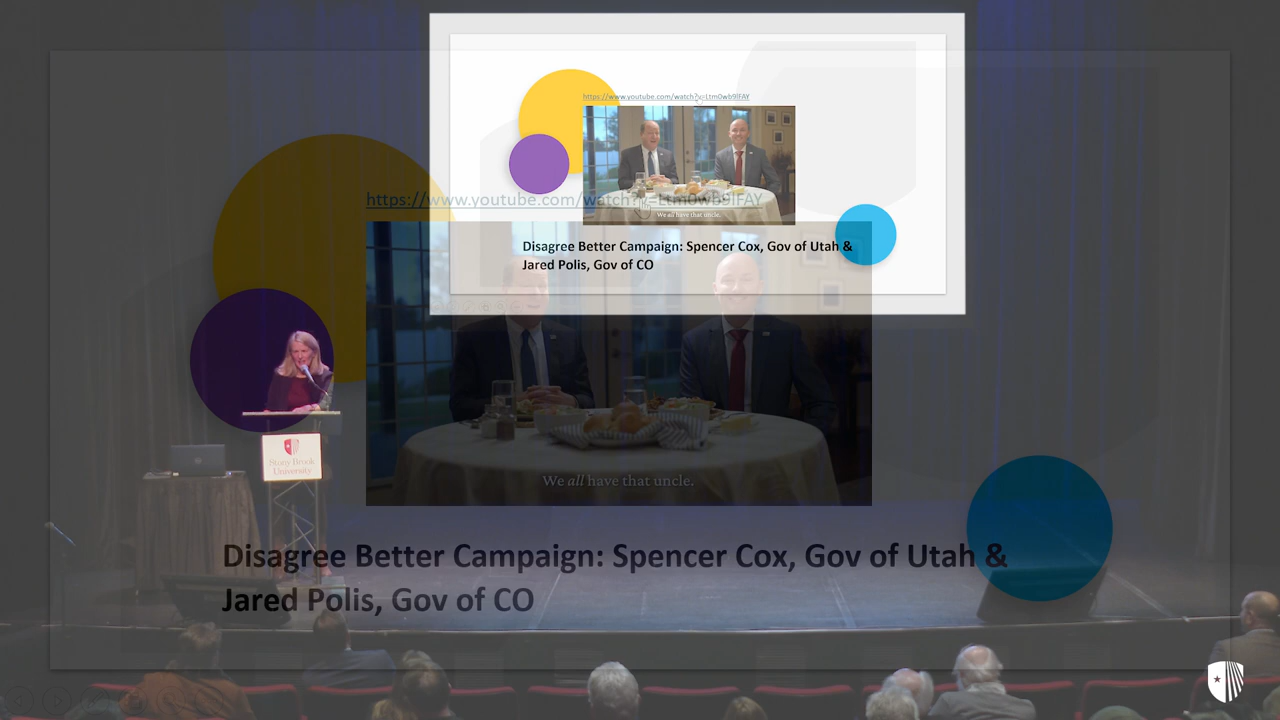 https://www.youtube.com/watch?v=Ltm0wb9lFAY
We all have that uncle.
Disagree Better Campaign: Spencer Cox, Gov of Utah &
Jared Polis, Gov of CO
https://www.youtube.com/watch?v=Ltm0wb9lFAY
We all have that uncle.
Disagree Better Campaign: Spencer Cox, Gov of Utah &
Jared Polis, Gov of CO
Stony Brook
University